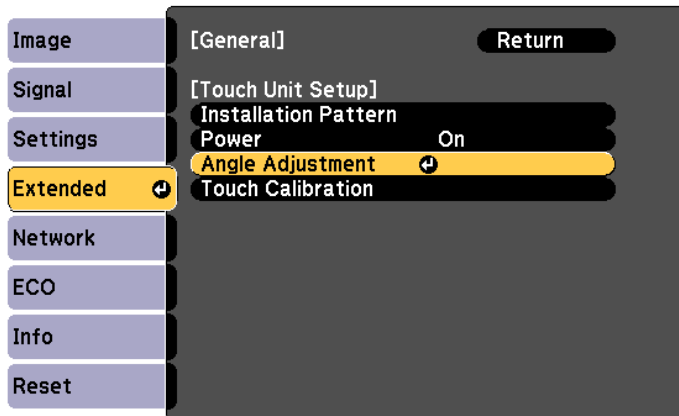 Image
Signal
Settings
Extended
Network
ECO
Info
Reset
[General] Return
[Touch Unit Setup]
Installation Pattern
Power On
Angle Adjustment
Touch Calibration